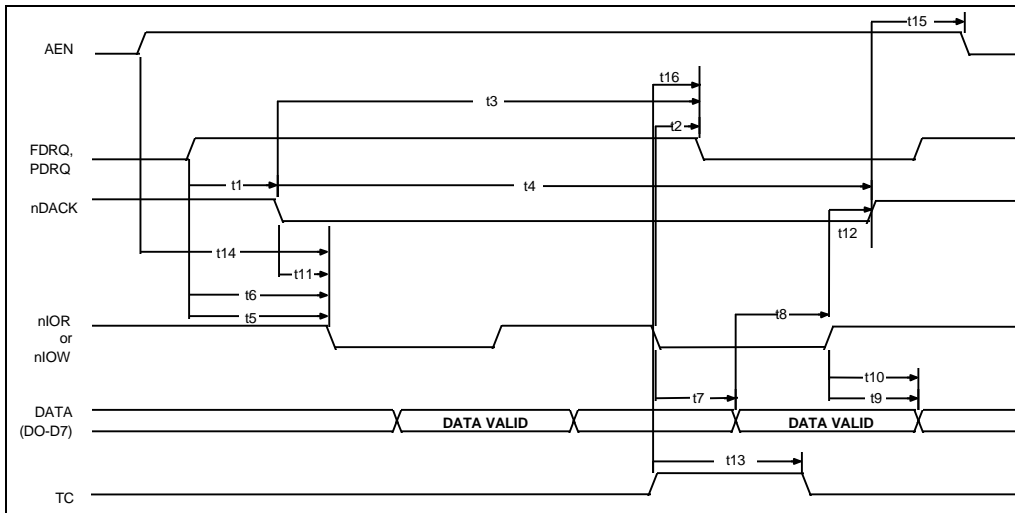 t15
AEN
t16
t3
t2
FDRQ,
PDRQ
t1
t4
nDACK
t12
t14
t11
t6
t8
t5
nIOR
or
nIOW
t10
t7
t9
DATA
(DO-D7)
DATA VALID
DATA VALID
t13
TC